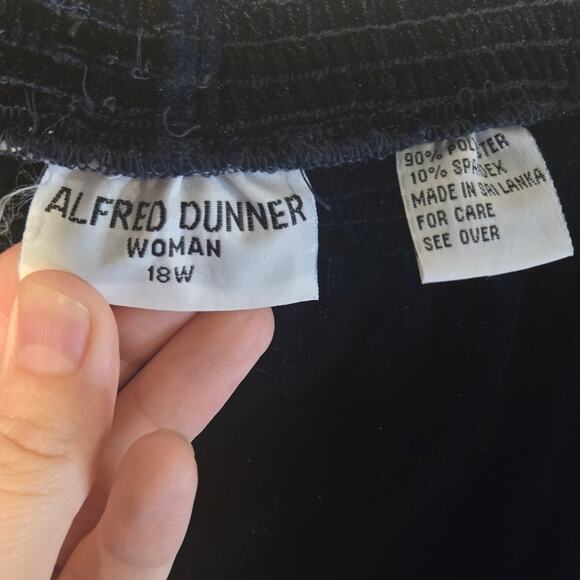 ALFRED DUNNER
WOMAN
18W
90% POLYESTER
10% SPANDEX
MADE IN SRI LANKA
FOR CARE
SEE OVER